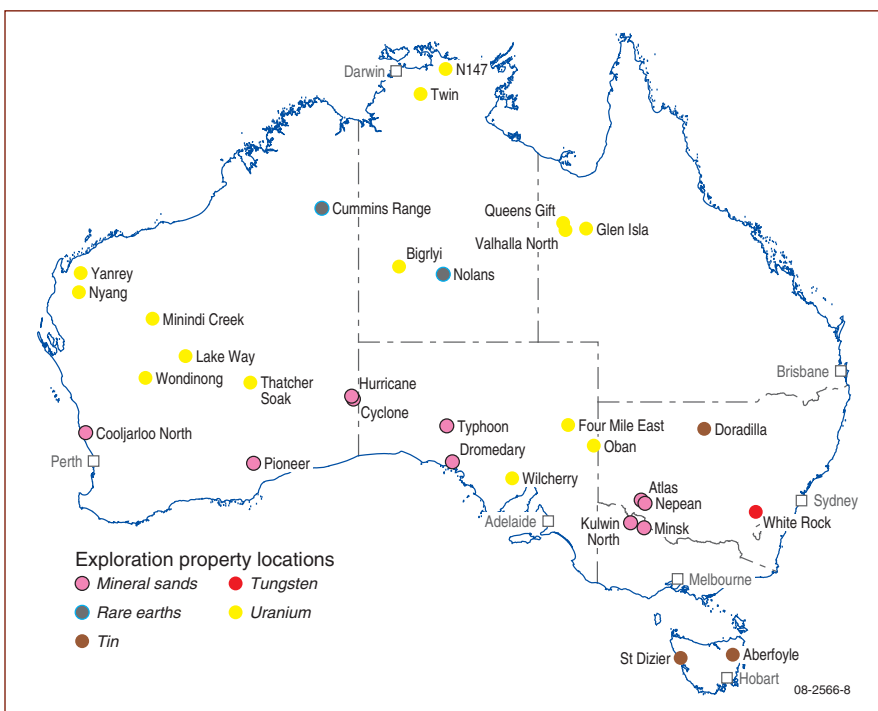 Darwin
N147
Twin
Cummins Range
Queens Gift
Glen Isla
Valhalla North
Bigrlyi
Nolans
Yanrey
Nyang
Minindi Creek
Lake Way
Wondinong
Thatcher
Soak
Hurricane
Cyclone
Brisbane
Cooljarloo North
Typhoon
Four Mile East
Doradilla
Perth
Pioneer
Dromedary
Oban
Wilcherry
Atlas
Nepean
Sydney
Adelaide
Kulwin
North
Minsk
White Rock
Exploration property locations
Mineral sands
Tungsten
Rare earths
Uranium
Tin
Melbourne
St Dizier
Aberfoyle
Hobart
08-2566-8